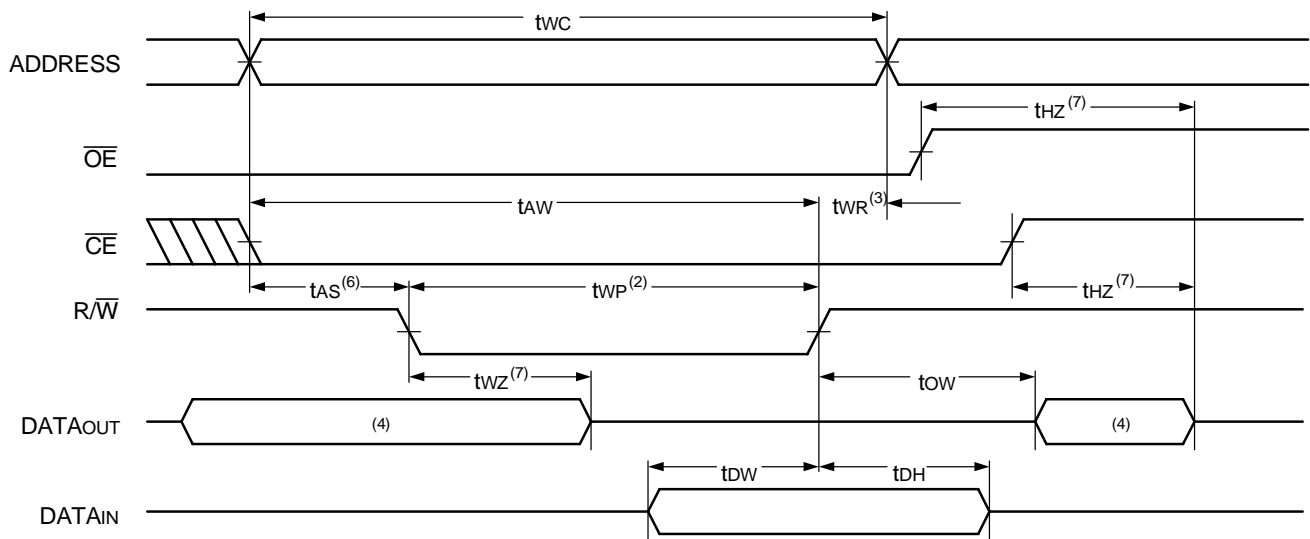 tWC
ADDRESS
tHZ(7)
OE
tAW
tWR(3)
CE
tAS(6)
tWP(2)
tHZ(7)
R/W
tWZ(7)
tOW
DATAOUT
(4)
(4)
tDW
tDH
DATAIN